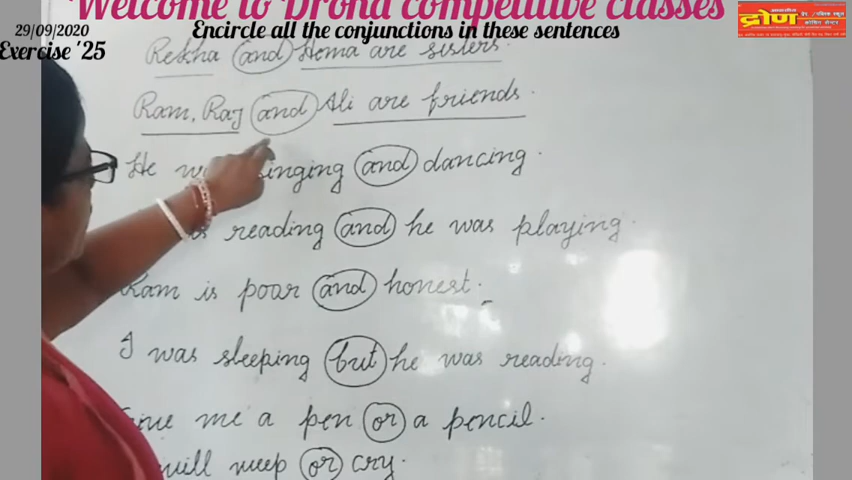 Welcome to Drona competitive classes
29/09/2020
Encircle all the conjunctions in these sentences
Exercise '25
द्रोण
Rekha and Hema are sisters.
Ram, Raj and Ali are friends.
He singing and dancing.
reading and he was playing.
Ram is poor and honest.
I was sleeping but he was reading.
Give me a pen or a pencil.
will weep or cry.